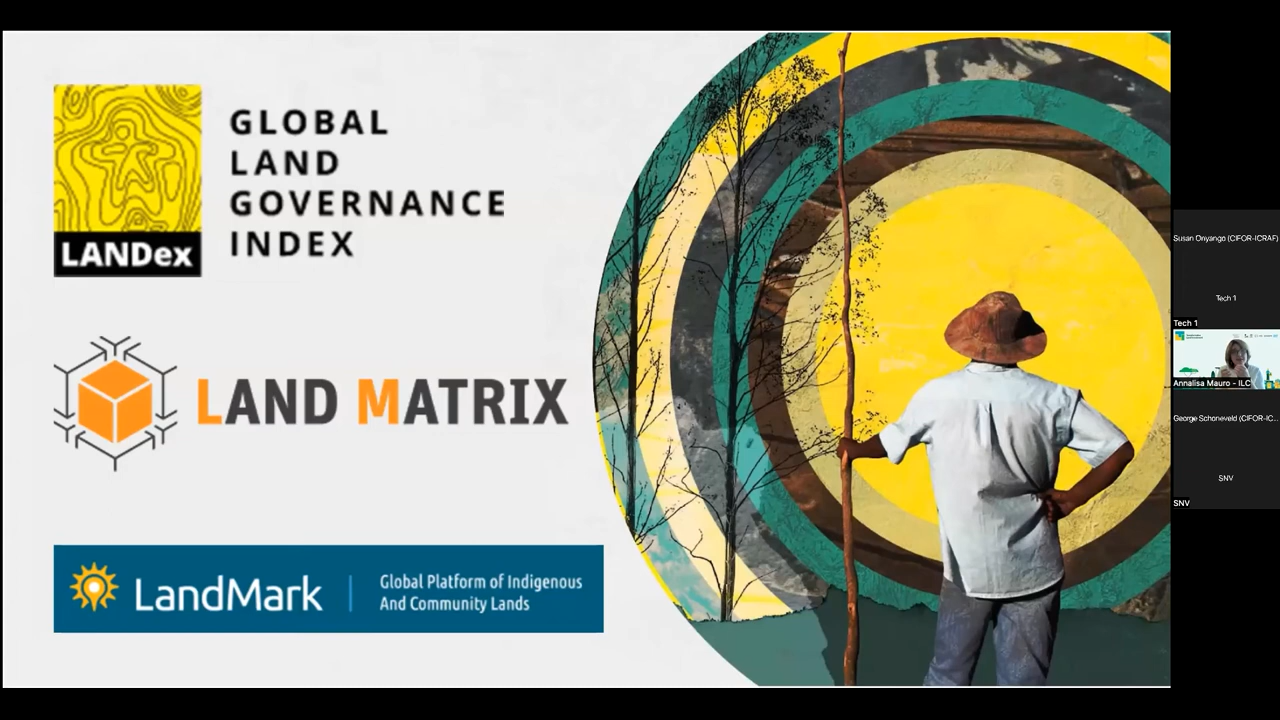 GLOBAL
LAND
GOVERNANCE
INDEX
LANDex
LAND MATRIX
LandMark
Global Platform of Indigenous
And Community Lands
Susan Onyango (CIFOR-ICRAF)
Tech 1
Tech 1
Annalisa Mauro - ILC
George Schoneveld (CIFOR-IC...
SNV
SNV